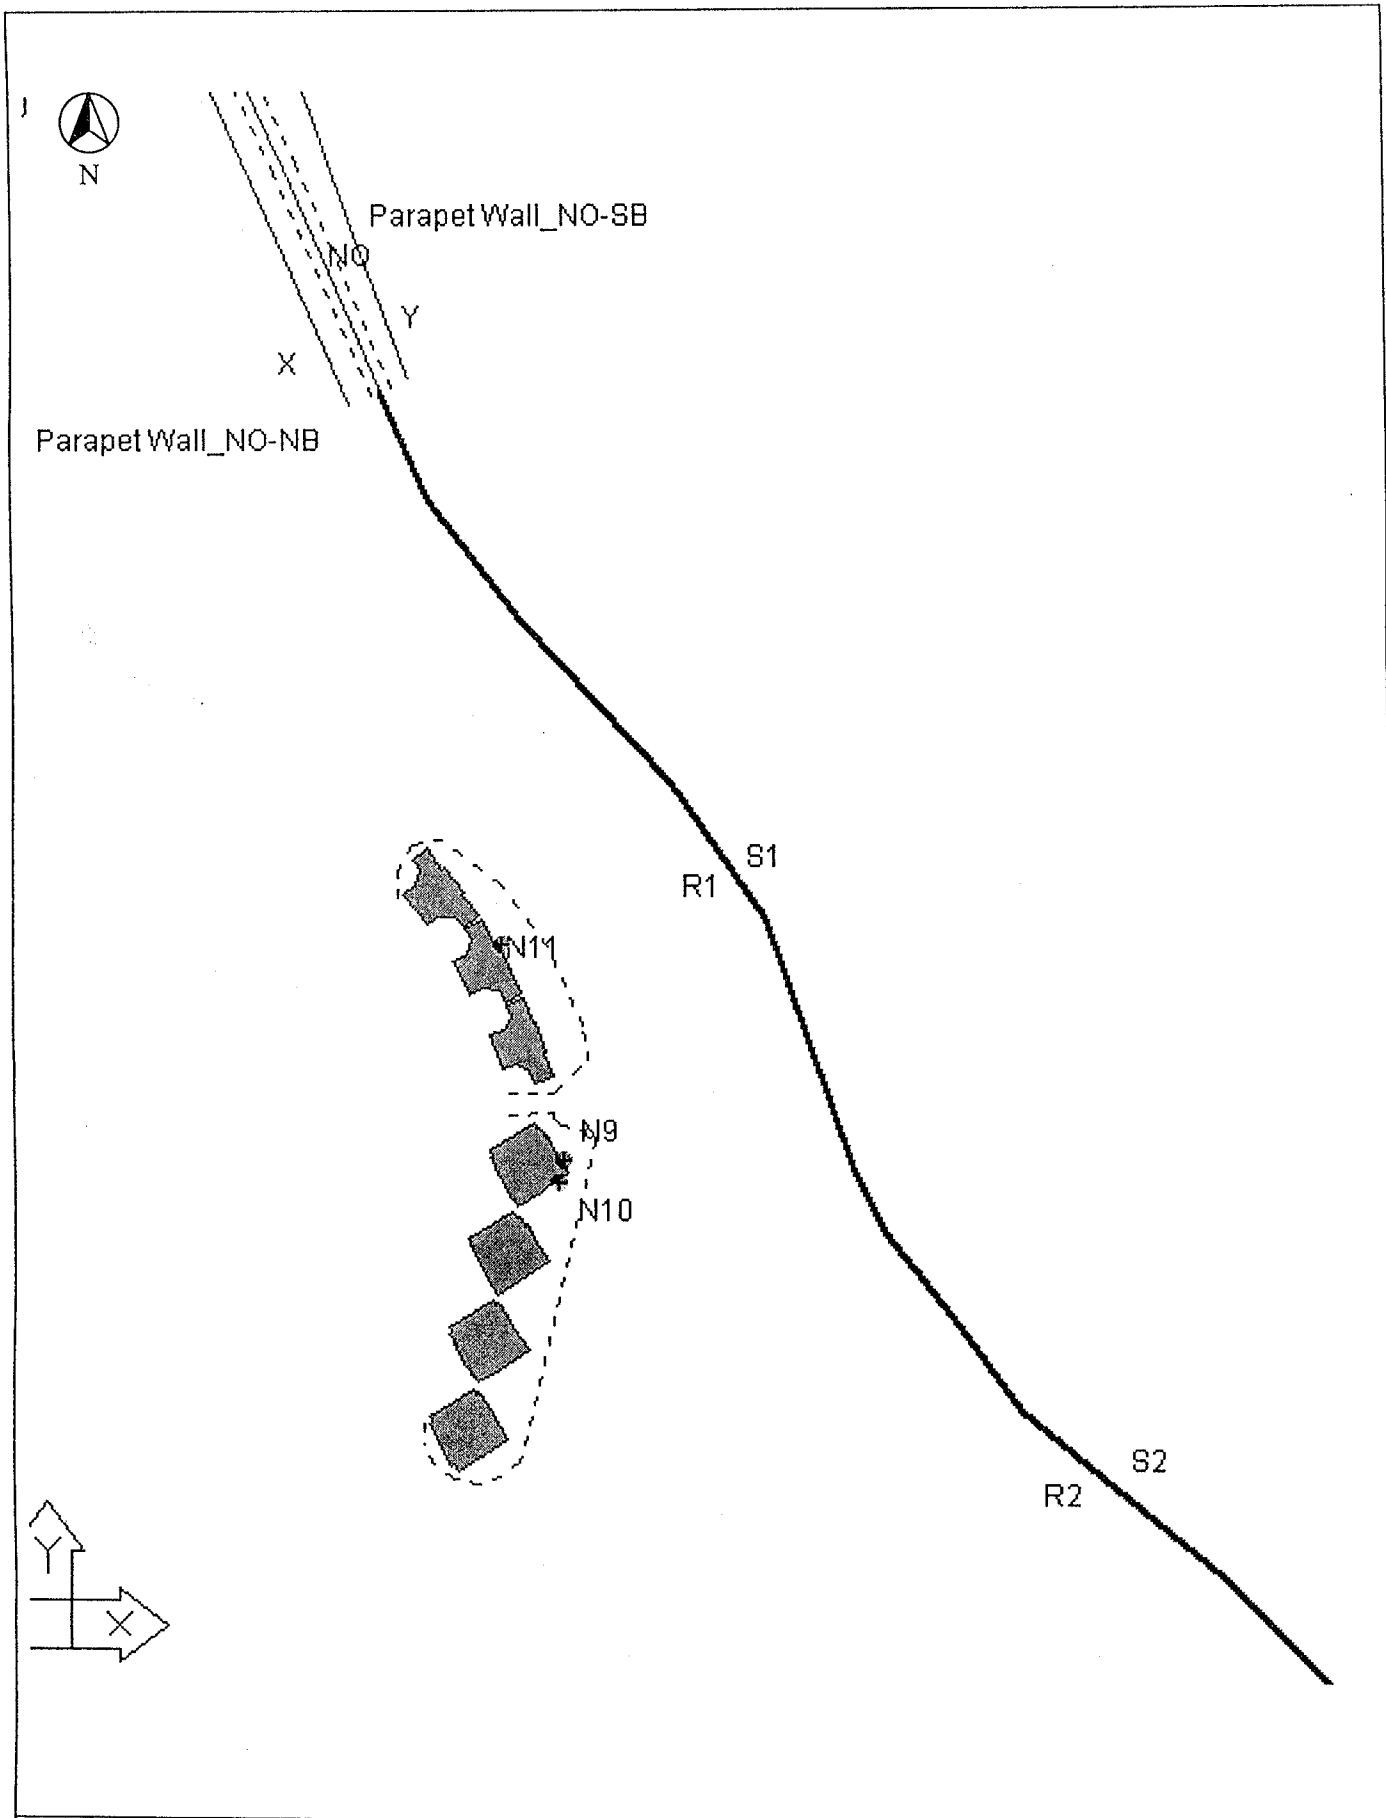 J
N
Parapet Wall_NO-SB
NO
Y
X
Parapet Wall_NO-NB
S1
R1
N11
N9
N10
S2
R2
Y
X